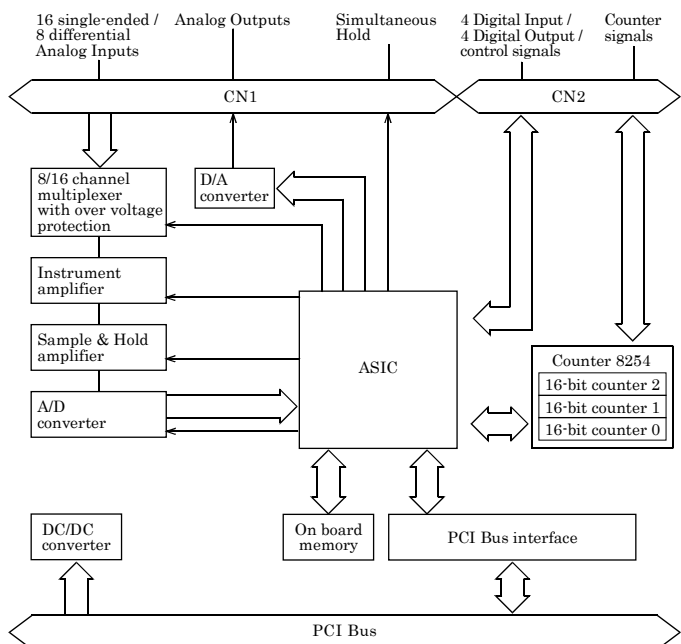 16 single-ended /
8 differential
Analog Inputs
Analog Outputs
Simultaneous
Hold
4 Digital Input /
4 Digital Output /
control signals
Counter
signals
CN1
CN2
8/16 channel
multiplexer
with over voltage
protection
D/A
converter
Instrument
amplifier
Sample & Hold
amplifier
A/D
converter
ASIC
Counter 8254
16-bit counter 2
16-bit counter 1
16-bit counter 0
DC/DC
converter
On board
memory
PCI Bus interface
PCI Bus